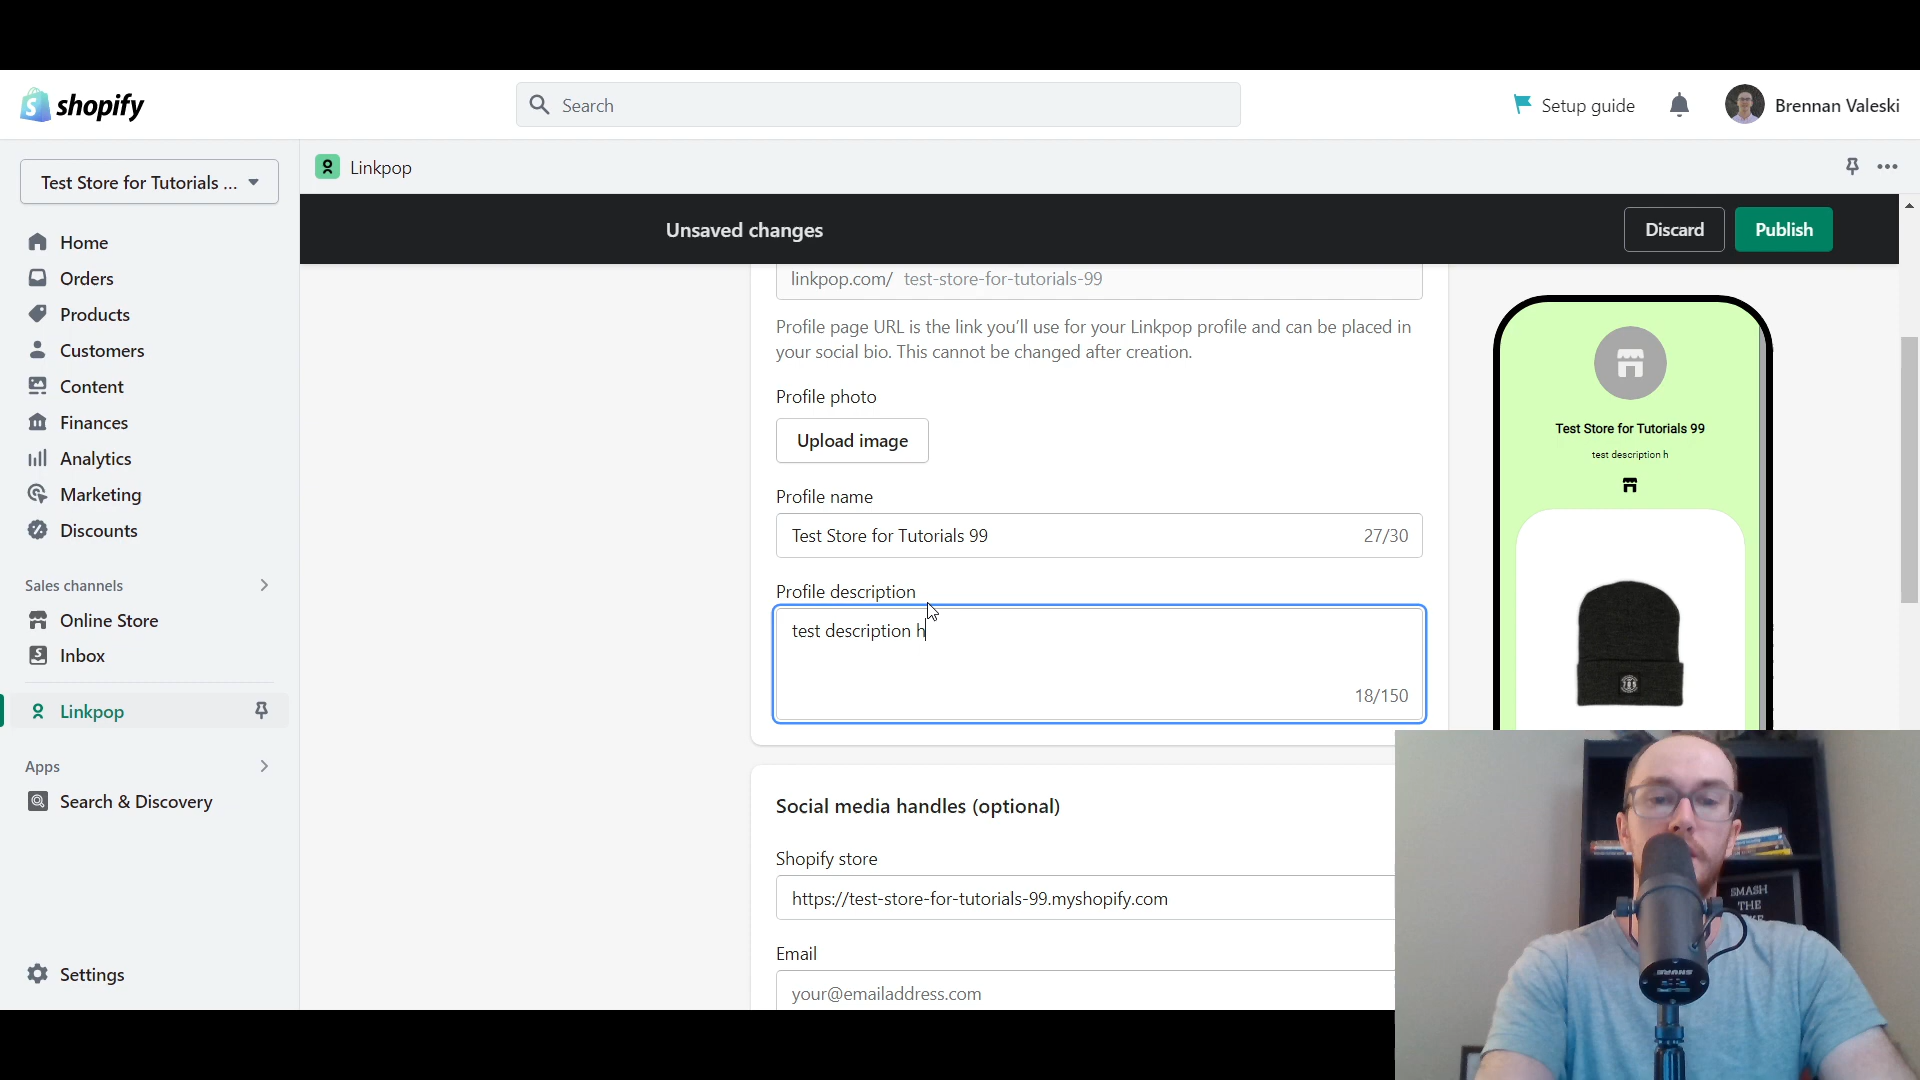 shopify
Search
Setup guide
Brennan Valeski
Test Store for Tutorials ...
Linkpop
Unsaved changes
Discard
Publish
Home
Orders
Products
Customers
Content
Finances
Analytics
Marketing
Discounts
Sales channels
Online Store
Inbox
Linkpop
Apps
Search & Discovery
Settings
linkpop.com/ test-store-for-tutorials-99
Profile page URL is the link you'll use for your Linkpop profile and can be placed in
your social bio. This cannot be changed after creation.
Profile photo
Upload image
Profile name
Test Store for Tutorials 99
27/30
Profile description
test description h
18/150
Social media handles (optional)
Shopify store
https://test-store-for-tutorials-99.myshopify.com
Email
your@emailaddress.com
Test Store for Tutorials 99
test description h
SMASH
THE
SHURE